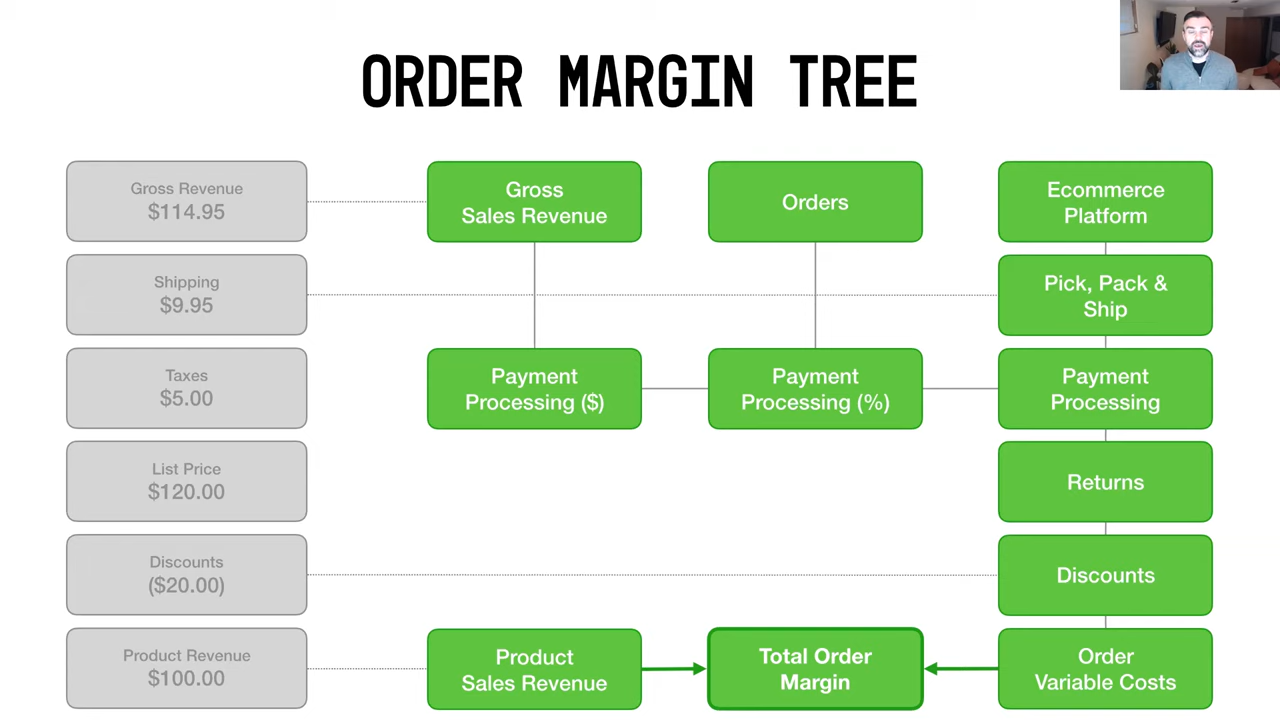 ORDER MARGIN TREE
Gross Revenue
$114.95
Gross
Sales Revenue
Orders
Ecommerce
Platform
Shipping
$9.95
Pick, Pack &
Ship
Taxes
$5.00
Payment
Processing ($)
Payment
Processing (%)
Payment
Processing
List Price
$120.00
Returns
Discounts
($20.00)
Discounts
Product Revenue
$100.00
Product
Sales Revenue
Total Order
Margin
Order
Variable Costs